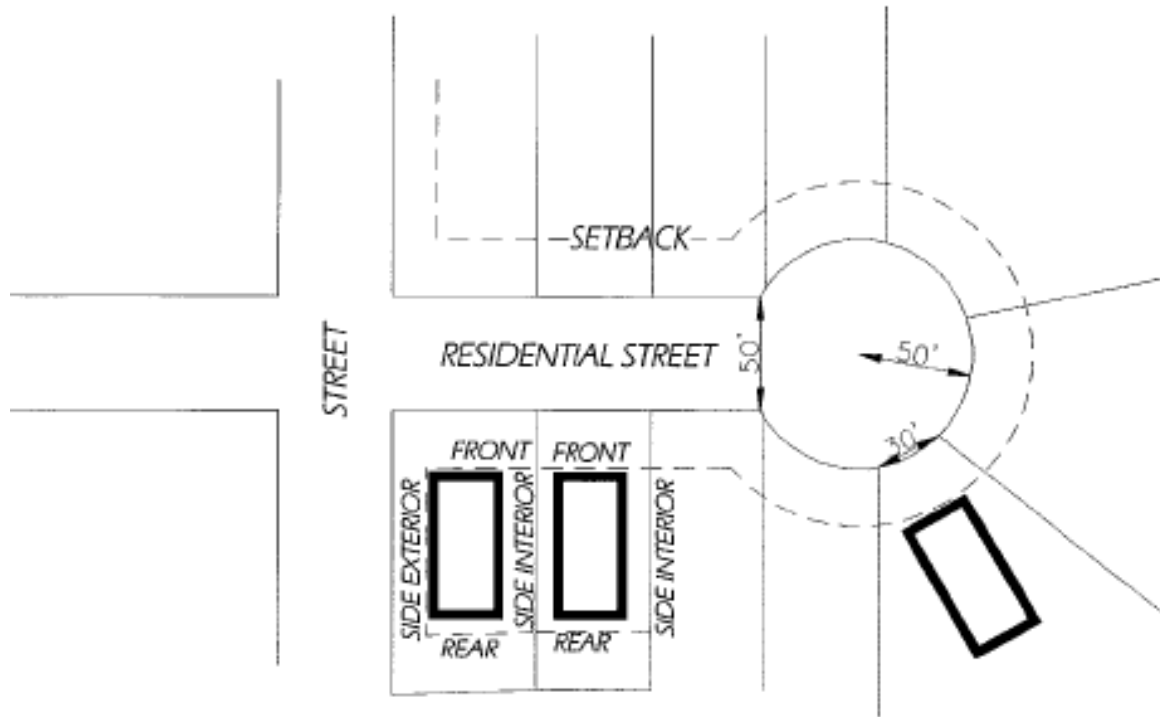 SETBACK
STREET
RESIDENTIAL STREET
50'
50'
30'
FRONT
FRONT
SIDE EXTERIOR
SIDE INTERIOR
SIDE INTERIOR
REAR
REAR